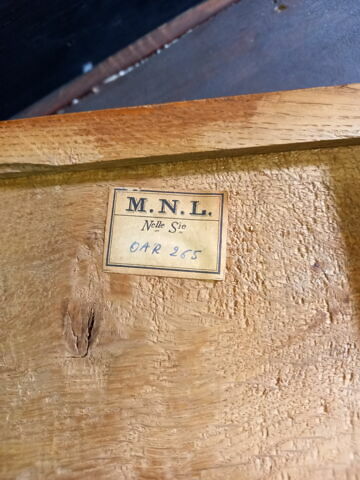 M. N. L.
Nelle Sie
OAR 265